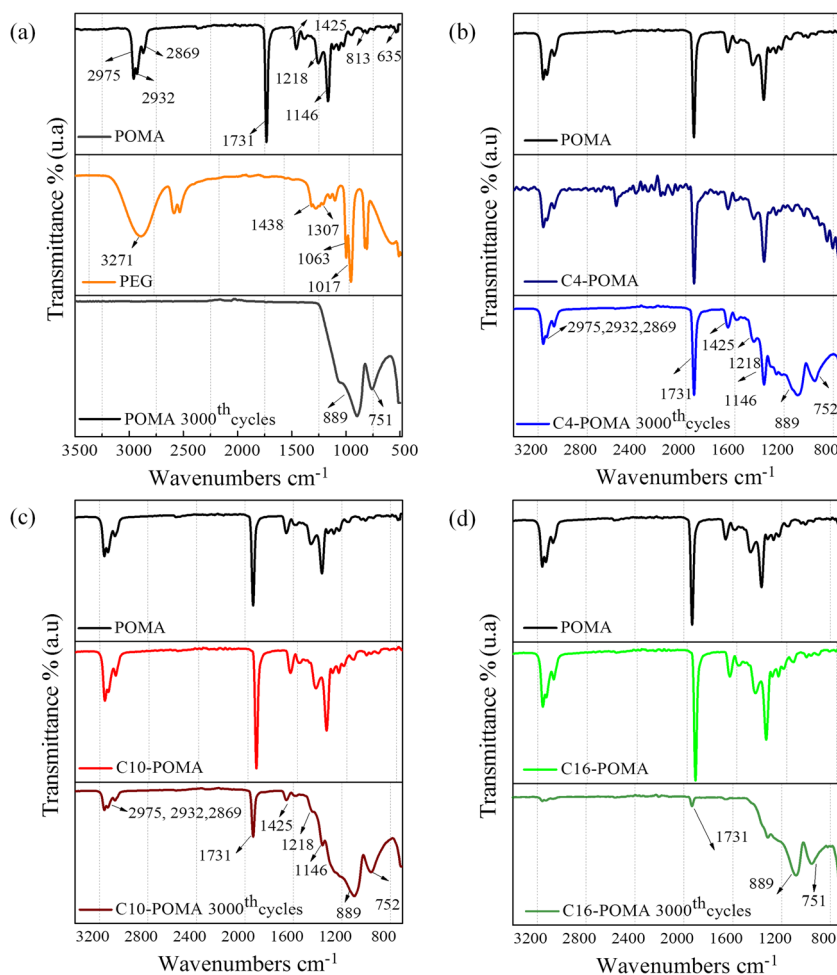 (a)
Transmittance % (u.a)
2975
2932
2869
1731
1425
1218
1146
813
635
POMA
3271
1438
1307
1063
1017
PEG
889
751
POMA 3000th cycles
3500 3000 2500 2000 1500 1000 500
Wavenumbers cm-1
(b)
Transmittance % (a.u)
POMA
C4-POMA
2975,2932,2869
1731
1425
1218
1146
889
752
C4-POMA 3000th cycles
3200 2800 2400 2000 1600 1200 800
Wavenumbers cm-1
(c)
Transmittance % (a.u)
POMA
C10-POMA
2975, 2932,2869
1731
1425
1218
1146
889
752
C10-POMA 3000th cycles
3200 2800 2400 2000 1600 1200 800
Wavenumbers cm-1
(d)
Transmittance % (u.a)
POMA
C16-POMA
1731
889
751
C16-POMA 3000th cycles
3200 2800 2400 2000 1600 1200 800
Wavenumbers cm-1